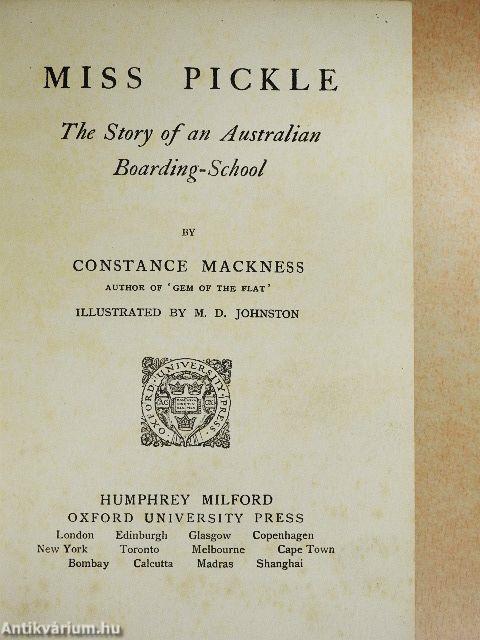 MISS PICKLE
The Story of an Australian
Boarding-School
BY
CONSTANCE MACKNESS
AUTHOR OF 'GEM OF THE FLAT'
ILLUSTRATED BY M. D. JOHNSTON
OXFORD UNIVERSITY PRESS
HUMPHREY MILFORD
OXFORD UNIVERSITY PRESS
London Edinburgh Glasgow Copenhagen
New York Toronto Melbourne Cape Town
Bombay Calcutta Madras Shanghai
Antikvárium.hu